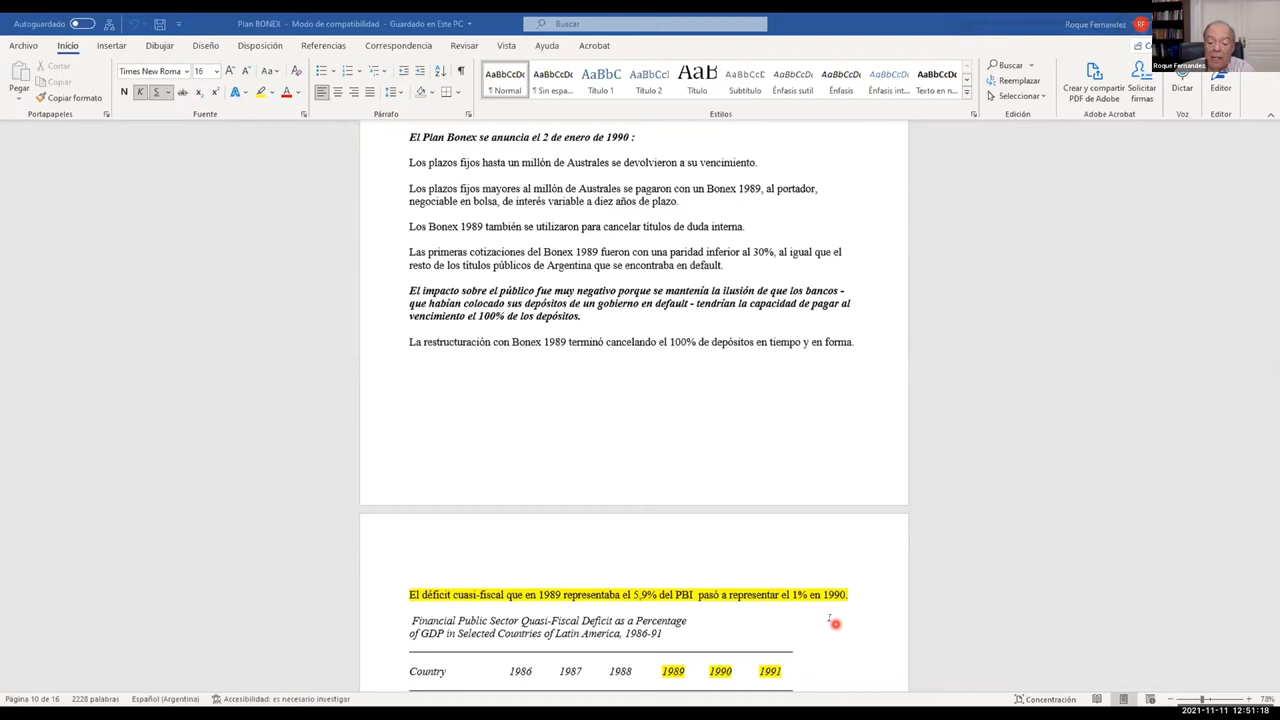 Autoguardado
Plan BONEX - Modo de compatibilidad - Guardado en Este PC
Buscar
Roque Fernandez
RF
Archivo Inicio Insertar Dibujar Diseño Disposición Referencias Correspondencia Revisar Vista Ayuda Acrobat
Roque Fernandez
Pegar
Cortar
Copiar
Copiar formato
Times New Roma
16
AaBbCcDc AaBbCcDc AaBbC AaBbCc AaB AaBbCcD AaBbCcDc AaBbCcDc AaBbCcDc AaBbCcDc
¶ Normal ¶ Sin espa... Título 1 Título 2 Título Subtítulo Énfasis sutil Énfasis Énfasis int... Texto en n...
Buscar
Reemplazar
Seleccionar
Crear y compartir PDF de Adobe
Solicitar firmas
Dictar
Editor
Portapapeles Fuente Párrafo Estilos Edición Adobe Acrobat Voz Editor
El Plan Bonex se anuncia el 2 de enero de 1990 :
Los plazos fijos hasta un millón de Australes se devolvieron a su vencimiento.
Los plazos fijos mayores al millón de Australes se pagaron con un Bonex 1989, al portador,
negociable en bolsa, de interés variable a diez años de plazo.
Los Bonex 1989 también se utilizaron para cancelar títulos de duda interna.
Las primeras cotizaciones del Bonex 1989 fueron con una paridad inferior al 30%, al igual que el
resto de los títulos públicos de Argentina que se encontraba en default.
El impacto sobre el público fue muy negativo porque se mantenía la ilusión de que los bancos -
que habían colocado sus depósitos de un gobierno en default - tendrían la capacidad de pagar al
vencimiento el 100% de los depósitos.
La restructuración con Bonex 1989 terminó cancelando el 100% de depósitos en tiempo y en forma.
El déficit cuasi-fiscal que en 1989 representaba el 5,9% del PBI pasó a representar el 1% en 1990.
Financial Public Sector Quasi-Fiscal Deficit as a Percentage
of GDP in Selected Countries of Latin America, 1986-91
Country 1986 1987 1988 1989 1990 1991
Página 10 de 16 2228 palabras Español (Argentina) Accesibilidad: es necesario investigar
Concentración
78%
2021-11-11 12:51:18